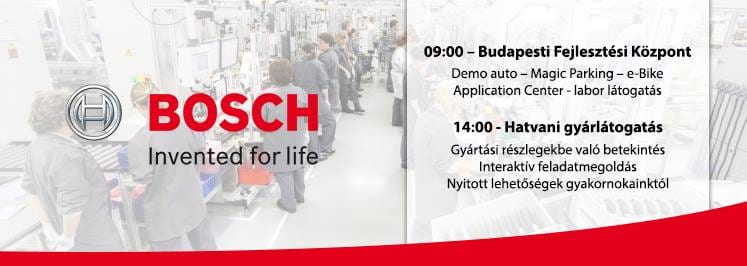 BOSCH
Invented for life
09:00 – Budapesti Fejlesztési Központ
Demo auto – Magic Parking – e-Bike
Application Center - labor látogatás
14:00 - Hatvani gyárlátogatás
Gyártási részlegekbe való betekintés
Interaktív feladatmegoldás
Nyitott lehetőségek gyakornokainktól